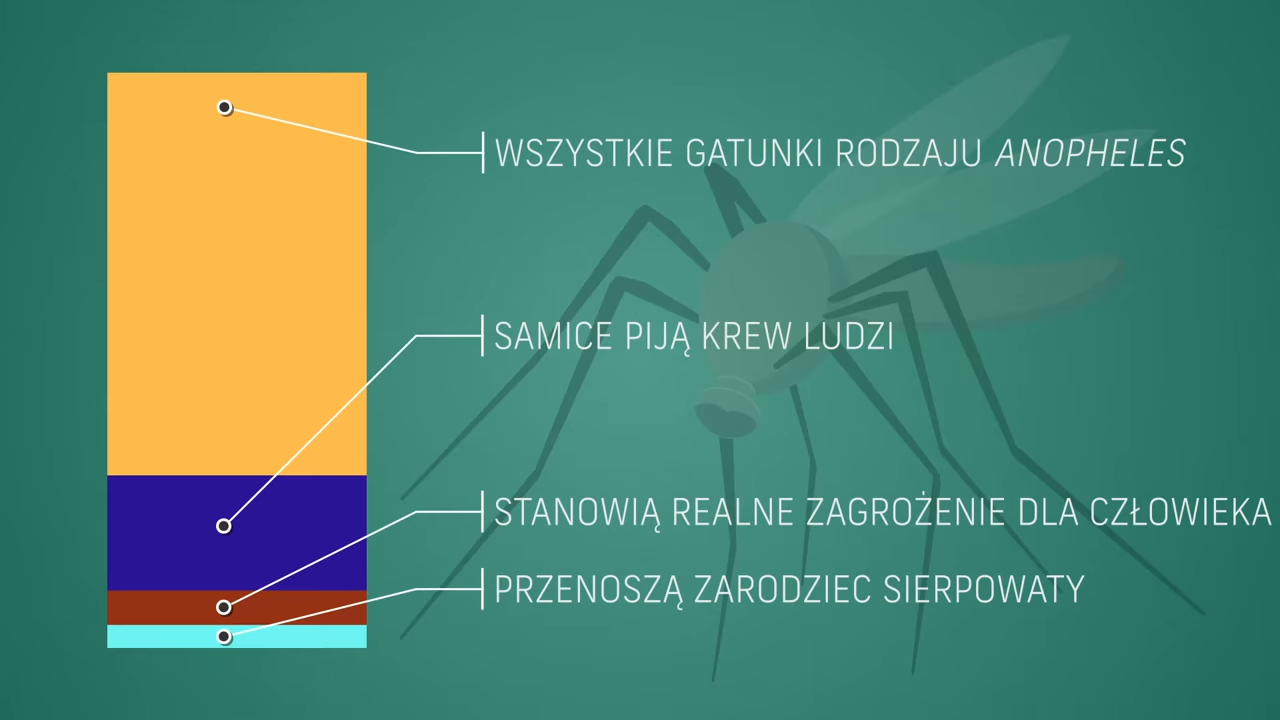 WSZYSTKIE GATUNKI RODZAJU ANOPHELES
SAMICE PIJĄ KREW LUDZI
STANOWIĄ REALNE ZAGROŻENIE DLA CZŁOWIEKA
PRZENOSZĄ ZARODZIEC SIERPOWATY